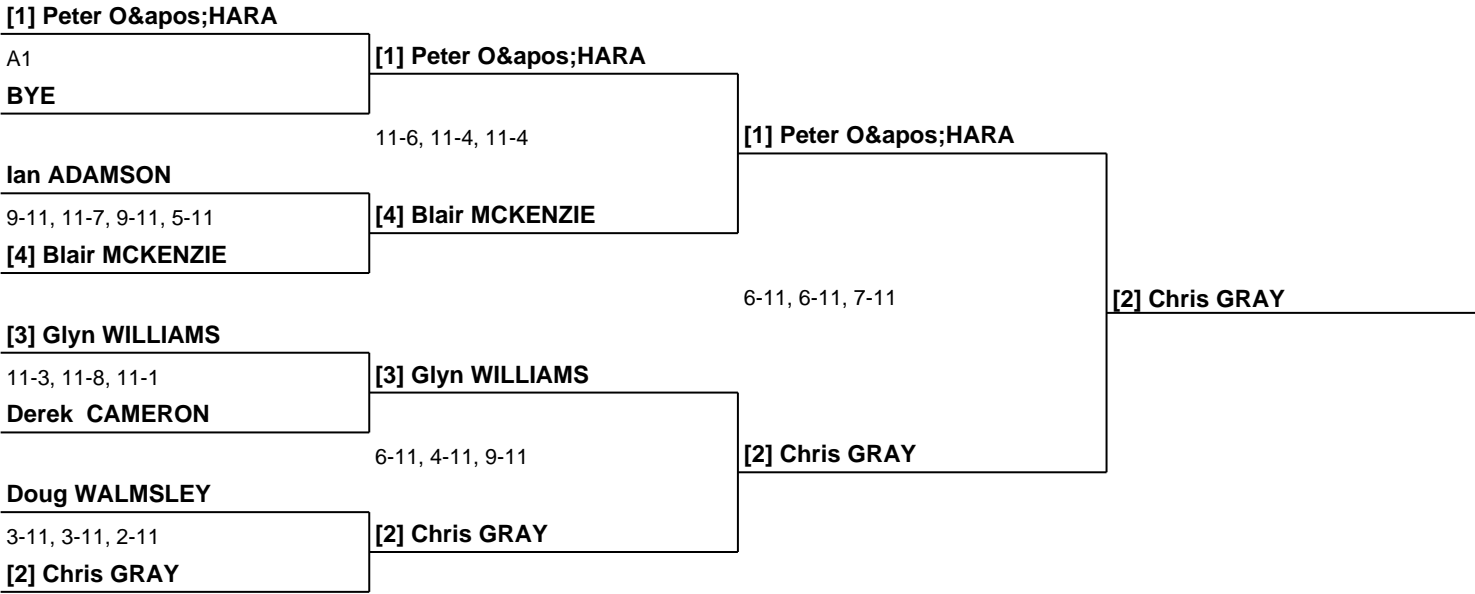 [1] Peter O&apos;HARA
A1
[1] Peter O&apos;HARA
BYE
11-6, 11-4, 11-4
[1] Peter O&apos;HARA
Ian ADAMSON
9-11, 11-7, 9-11, 5-11
[4] Blair MCKENZIE
[4] Blair MCKENZIE
6-11, 6-11, 7-11
[2] Chris GRAY
[3] Glyn WILLIAMS
11-3, 11-8, 11-1
[3] Glyn WILLIAMS
Derek  CAMERON
6-11, 4-11, 9-11
[2] Chris GRAY
Doug WALMSLEY
3-11, 3-11, 2-11
[2] Chris GRAY
[2] Chris GRAY